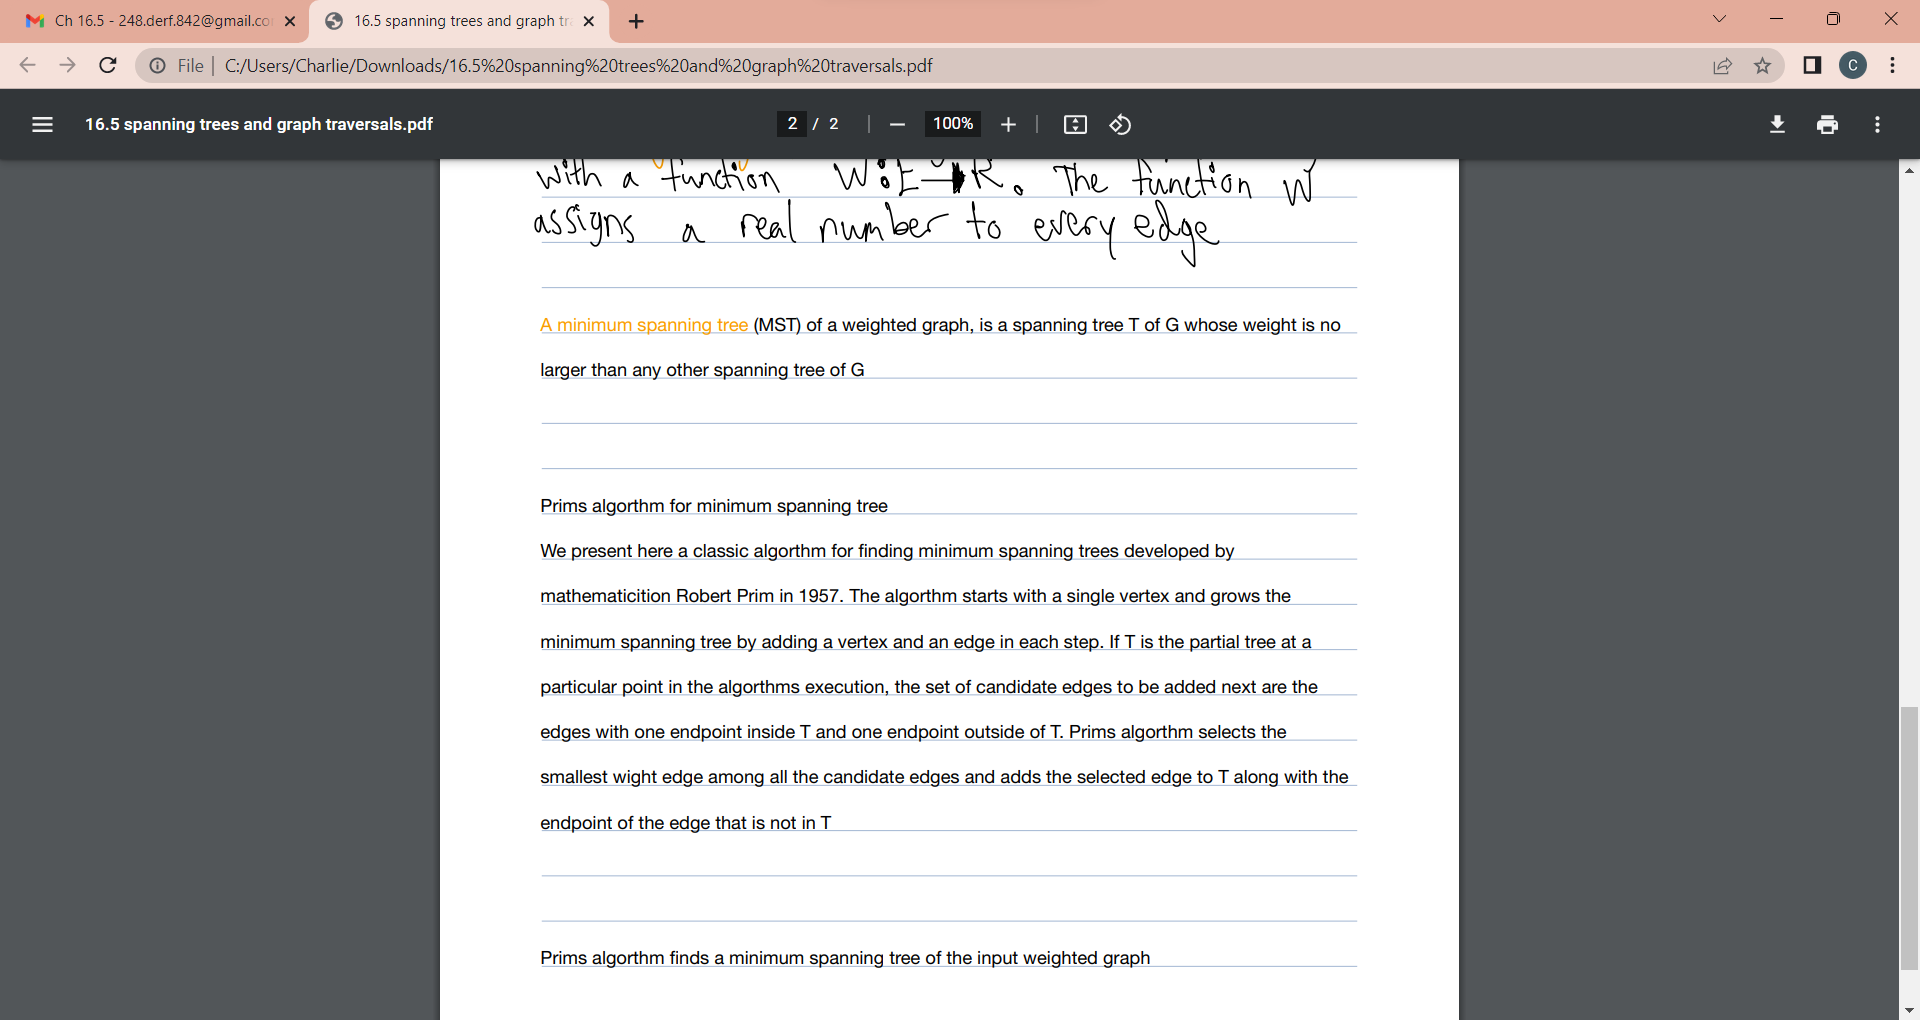 Ch 16.5 - 248.derf.842@gmail.co
16.5 spanning trees and graph tr
File | C:/Users/Charlie/Downloads/16.5%20spanning%20trees%20and%20graph%20traversals.pdf
C
16.5 spanning trees and graph traversals.pdf
2 / 2
100%
with a function W:E→R. The function W
assigns a real number to every edge
A minimum spanning tree (MST) of a weighted graph, is a spanning tree T of G whose weight is no
larger than any other spanning tree of G
Prims algorthm for minimum spanning tree
We present here a classic algorthm for finding minimum spanning trees developed by
mathematicition Robert Prim in 1957. The algorthm starts with a single vertex and grows the
minimum spanning tree by adding a vertex and an edge in each step. If T is the partial tree at a
particular point in the algorthms execution, the set of candidate edges to be added next are the
edges with one endpoint inside T and one endpoint outside of T. Prims algorthm selects the
smallest wight edge among all the candidate edges and adds the selected edge to T along with the
endpoint of the edge that is not in T
Prims algorthm finds a minimum spanning tree of the input weighted graph